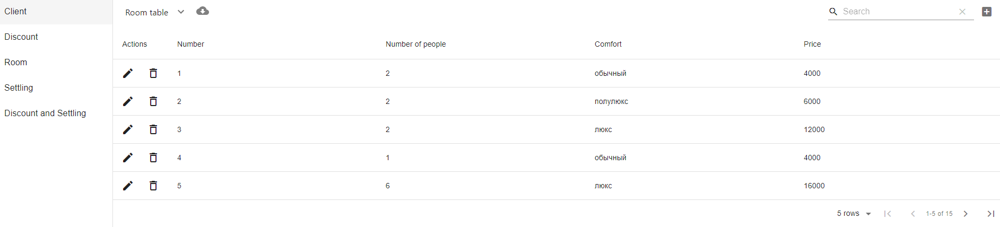 Client
Discount
Room
Settling
Discount and Settling
Room table
Search
Actions Number Number of people Comfort Price
1 2 обычный 4000
2 2 полулюкс 6000
3 2 люкс 12000
4 1 обычный 4000
5 6 люкс 16000
5 rows 1-5 of 15